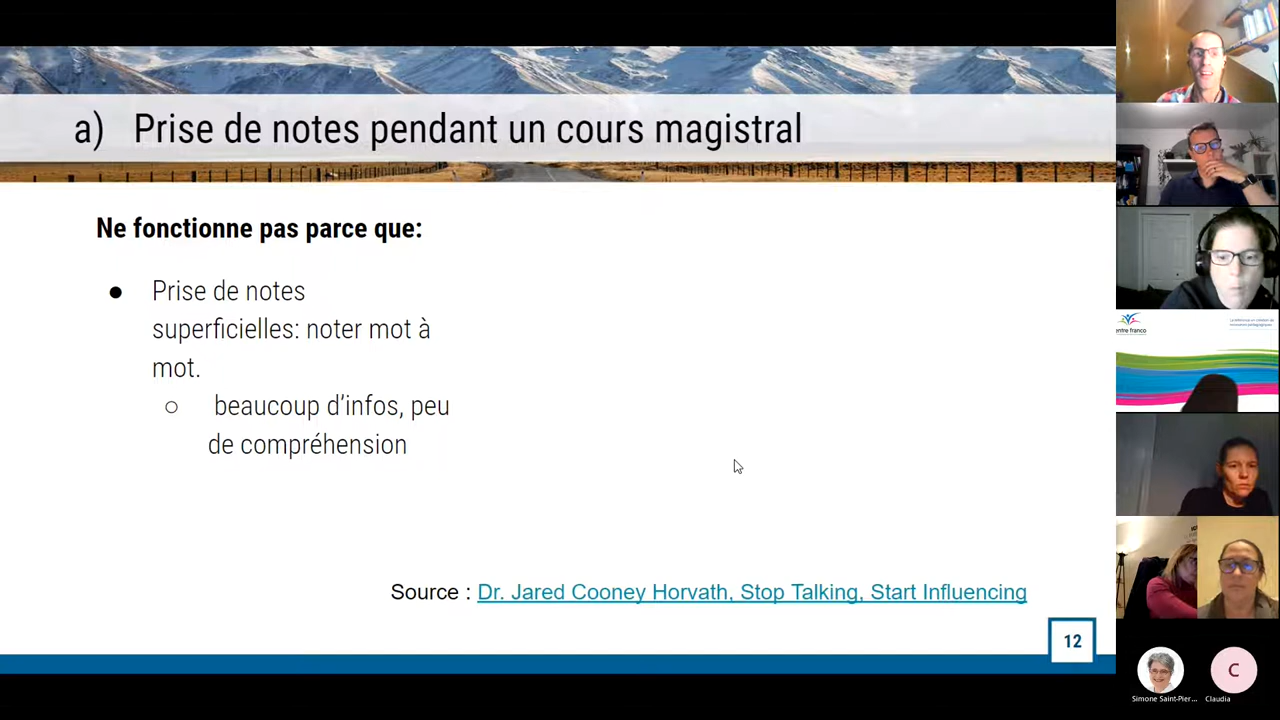 a) Prise de notes pendant un cours magistral
Ne fonctionne pas parce que:
● Prise de notes
superficielles: noter mot à
mot.
○ beaucoup d'infos, peu
de compréhension
Source : Dr. Jared Cooney Horvath, Stop Talking, Start Influencing
12
entre franco
C
Simone Saint-Pier...
Claudia